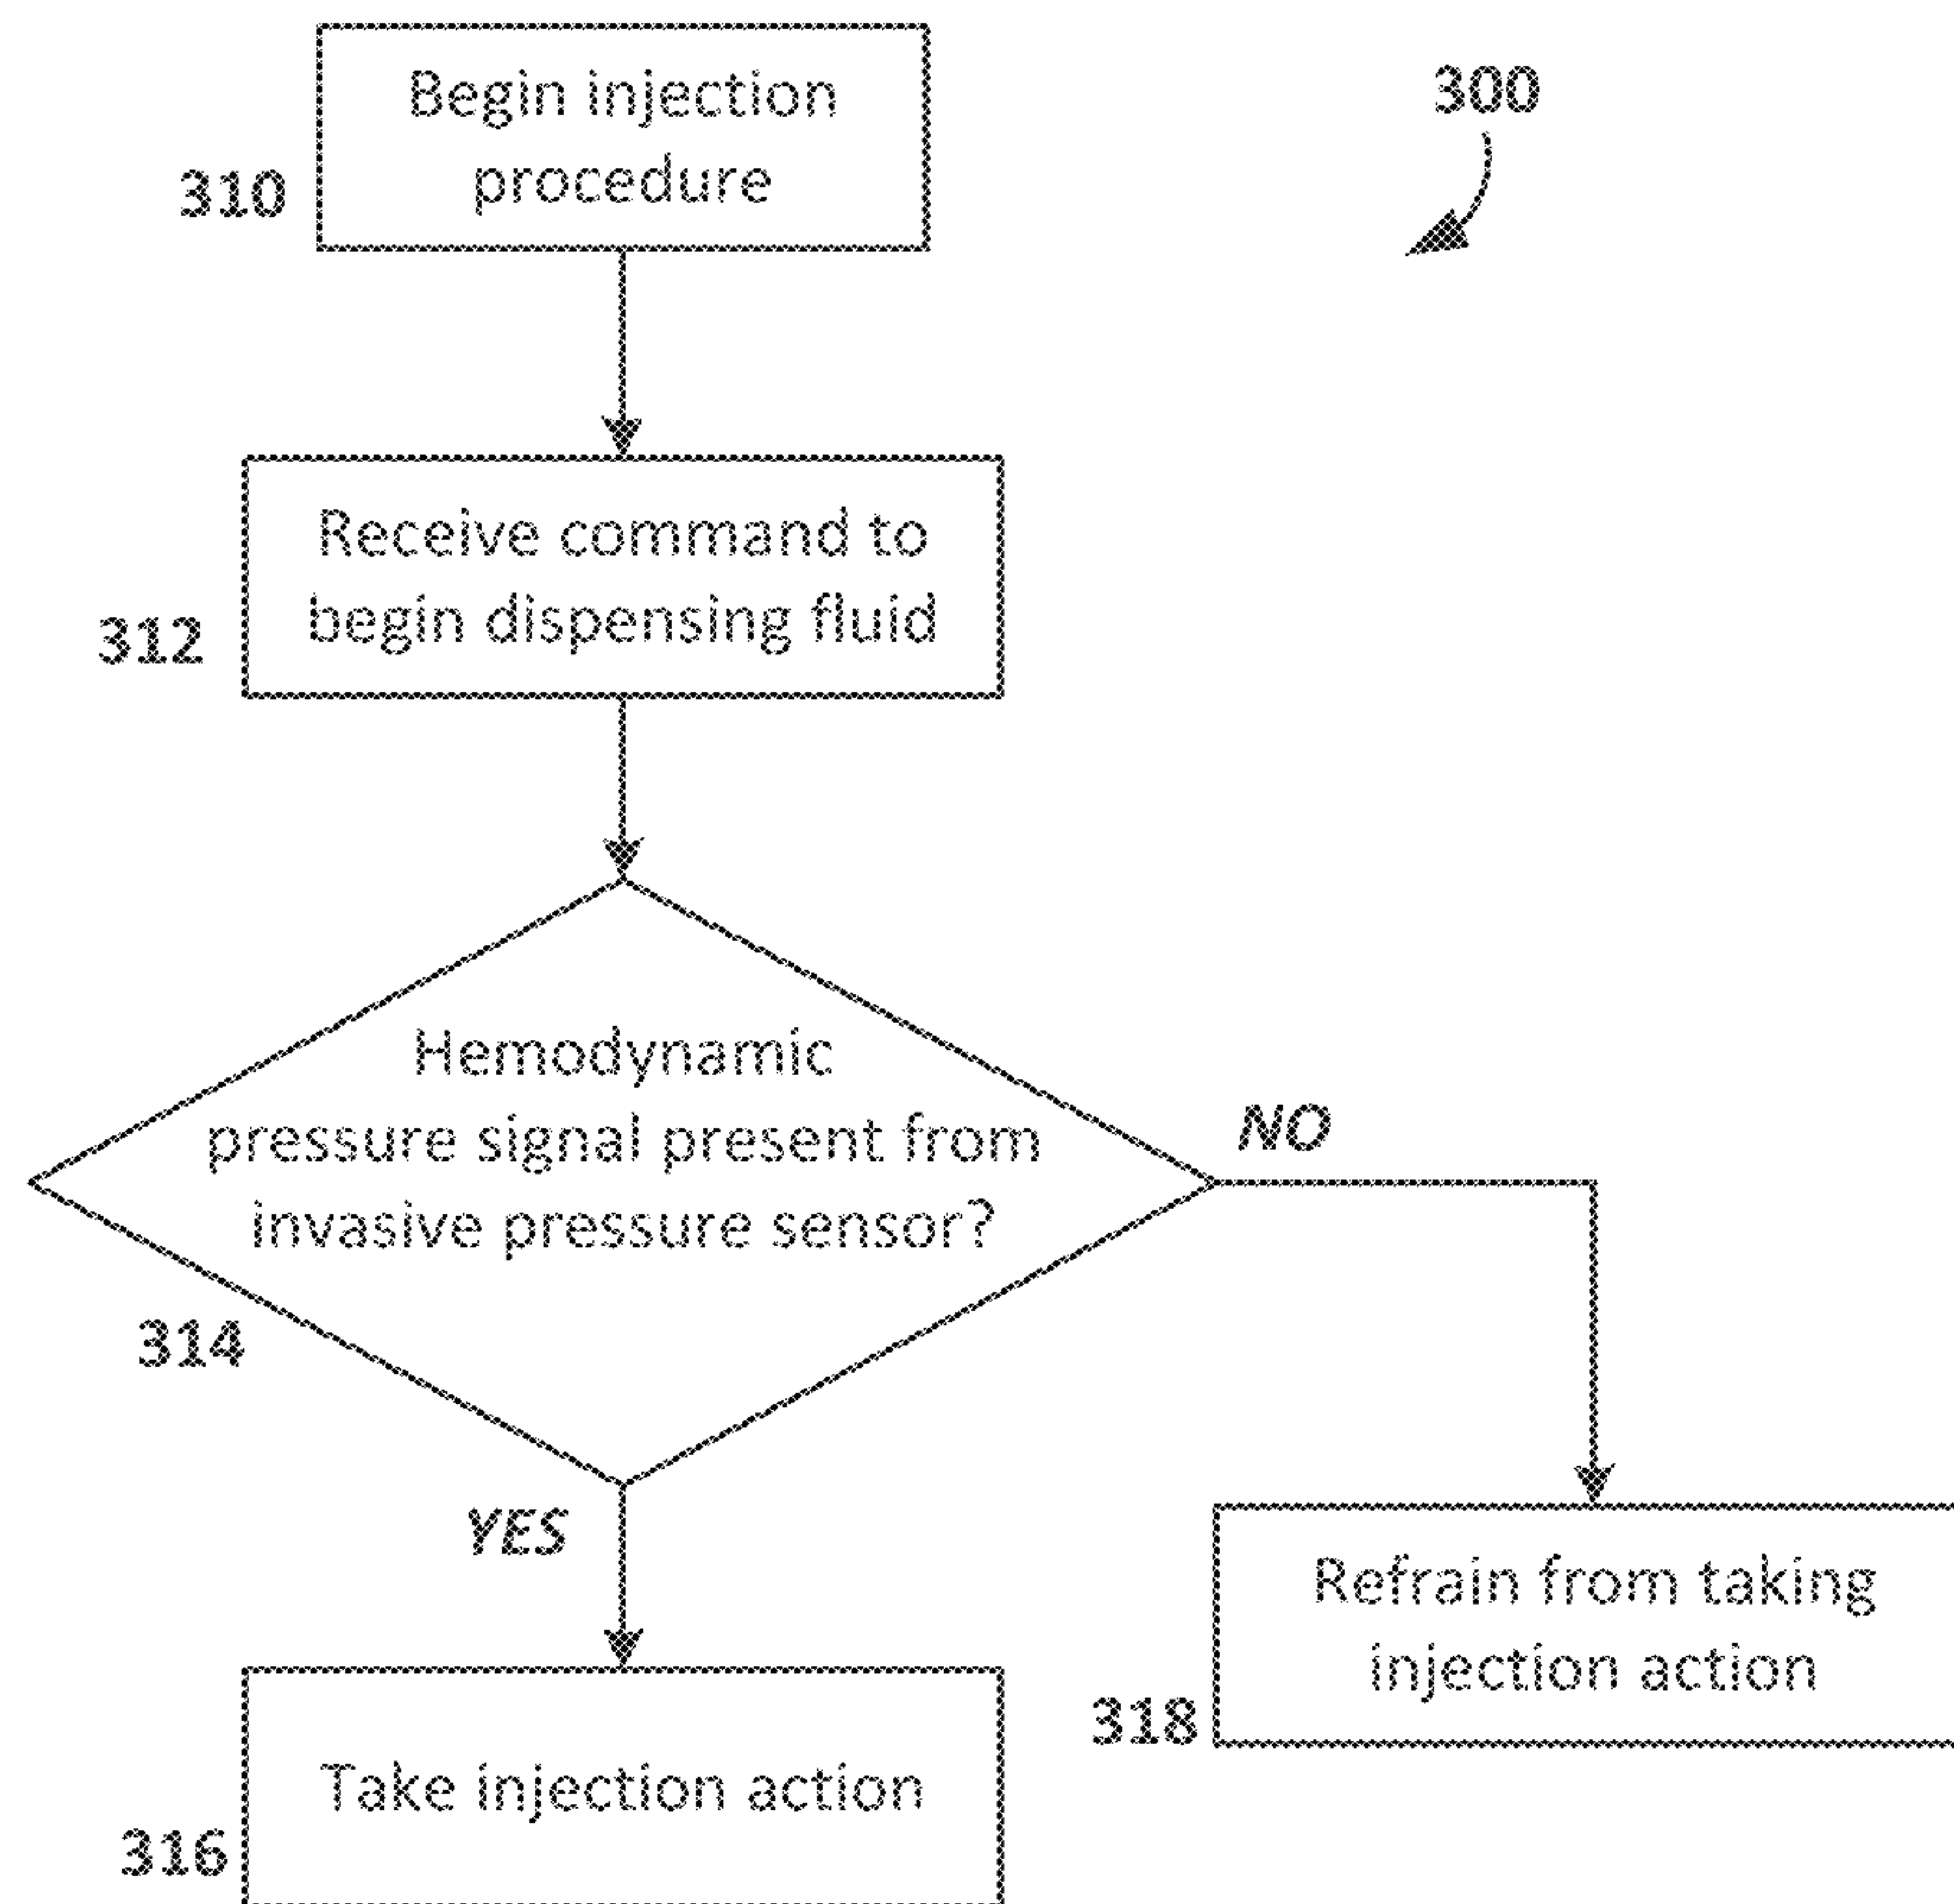 Begin injection
procedure
300
310
Receive command to
begin dispensing fluid
312
Hemodynamic
pressure signal present from
invasive pressure sensor?
NO
314
YES
Refrain from taking
injection action
318
Take injection action
316